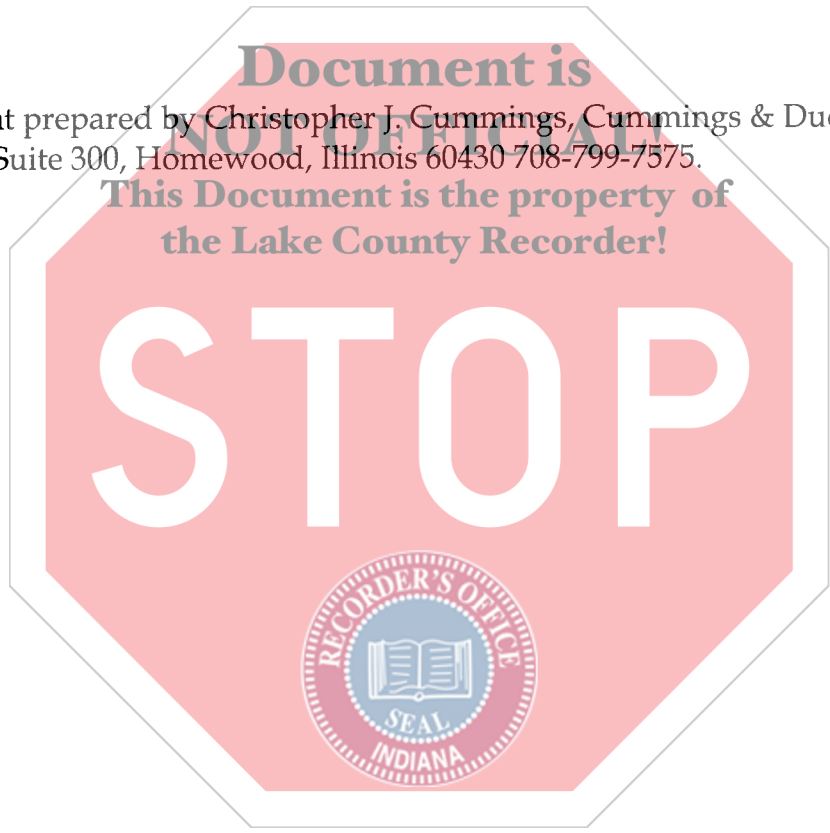 Document is
nt prepared by Christopher J. Cummings, Cummings & Du
NOT OFFICIAL!
Suite 300, Homewood, Illinois 60430 708-799-7575.
This Document is the property of
the Lake County Recorder!
STOP
RECORDER'S OFFICE
SEAL
INDIANA